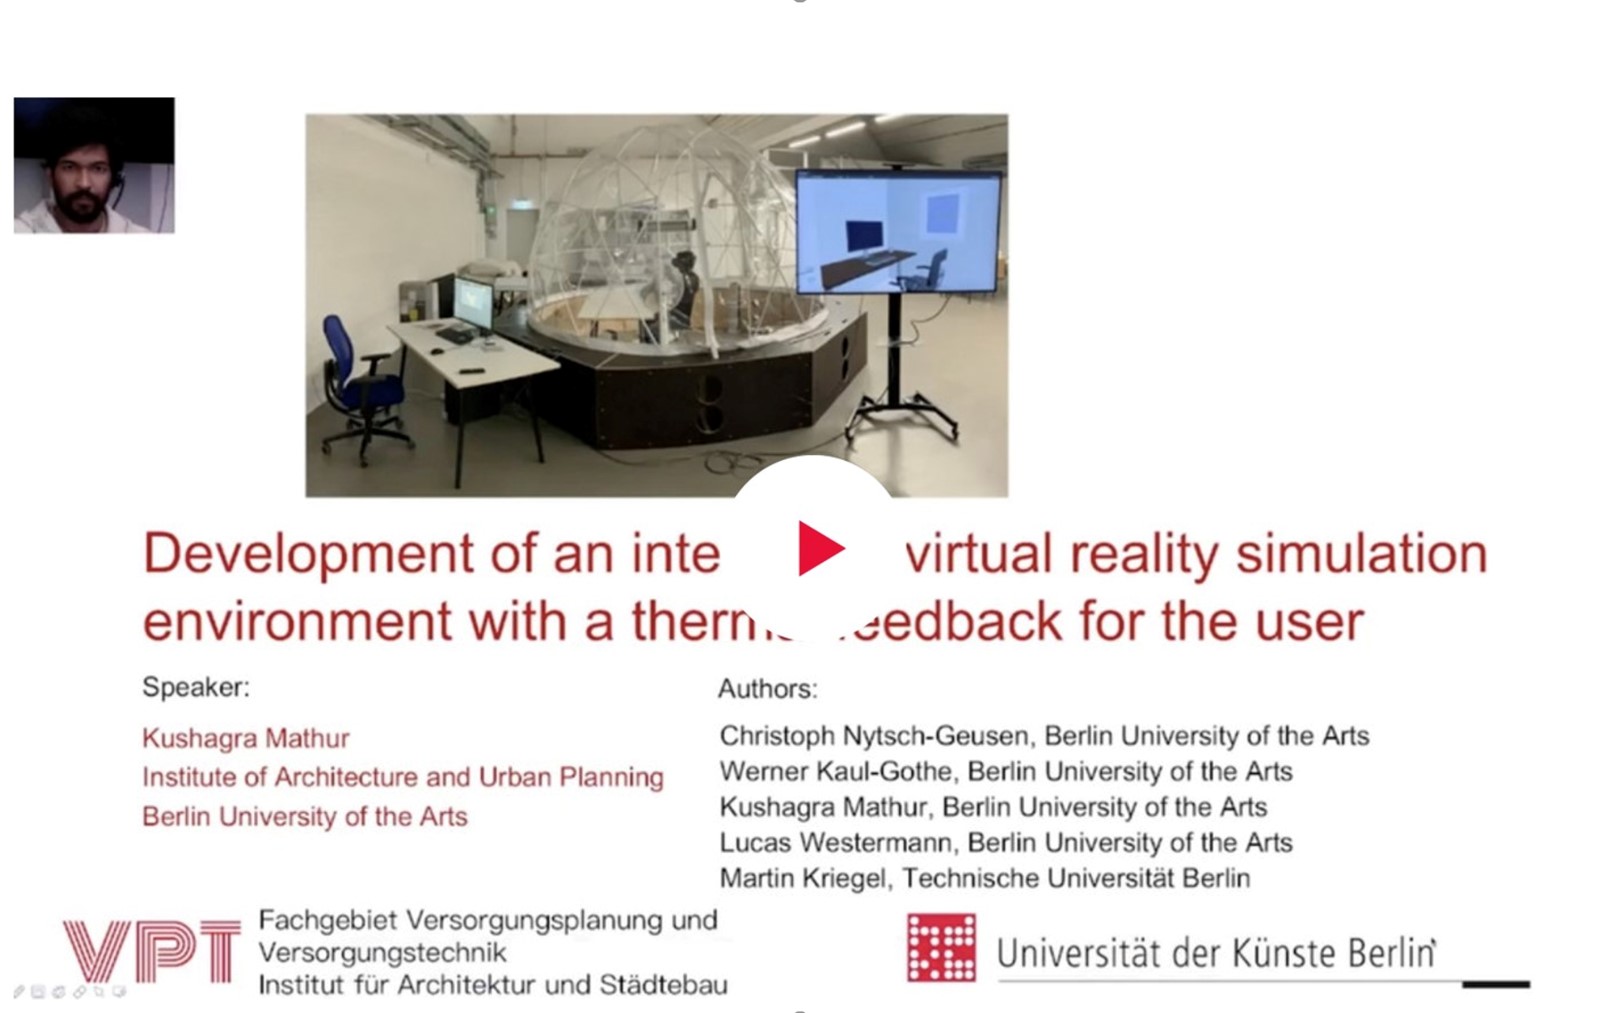 Development of an inte virtual reality simulation
environment with a feedback for the user
Speaker:
Kushagra Mathur
Institute of Architecture and Urban Planning
Berlin University of the Arts
Authors:
Christoph Nytsch-Geusen, Berlin University of the Arts
Werner Kaul-Gothe, Berlin University of the Arts
Kushagra Mathur, Berlin University of the Arts
Lucas Westermann, Berlin University of the Arts
Martin Kriegel, Technische Universität Berlin
VPT
Fachgebiet Versorgungsplanung und
Versorgungstechnik
Institut für Architektur und Städtebau
Universität der Künste Berlin